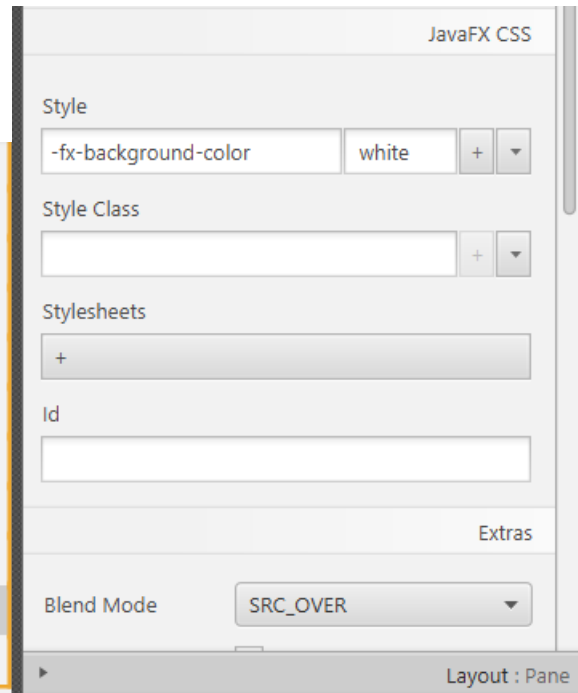 JavaFX CSS
Style
-fx-background-color white +
Style Class
+
Stylesheets
+
Id
Extras
Blend Mode SRC_OVER
Layout : Pane